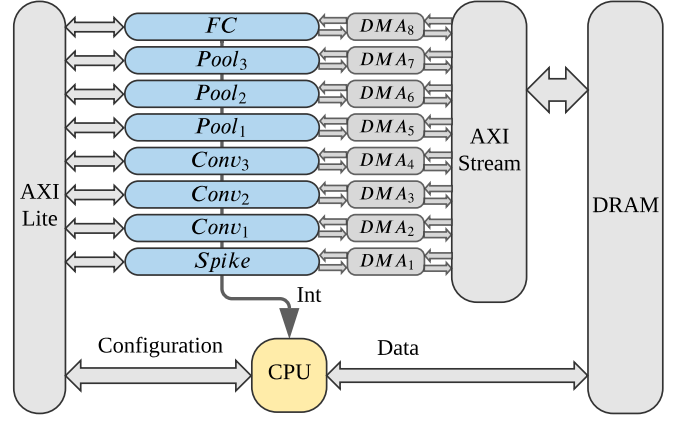 FC
DMA₈
Pool₃
DMA₇
Pool₂
DMA₆
Pool₁
DMA₅
Conv₃
DMA₄
Conv₂
DMA₃
Conv₁
DMA₂
Spike
DMA₁
AXI
Lite
AXI
Stream
DRAM
Int
Configuration
CPU
Data